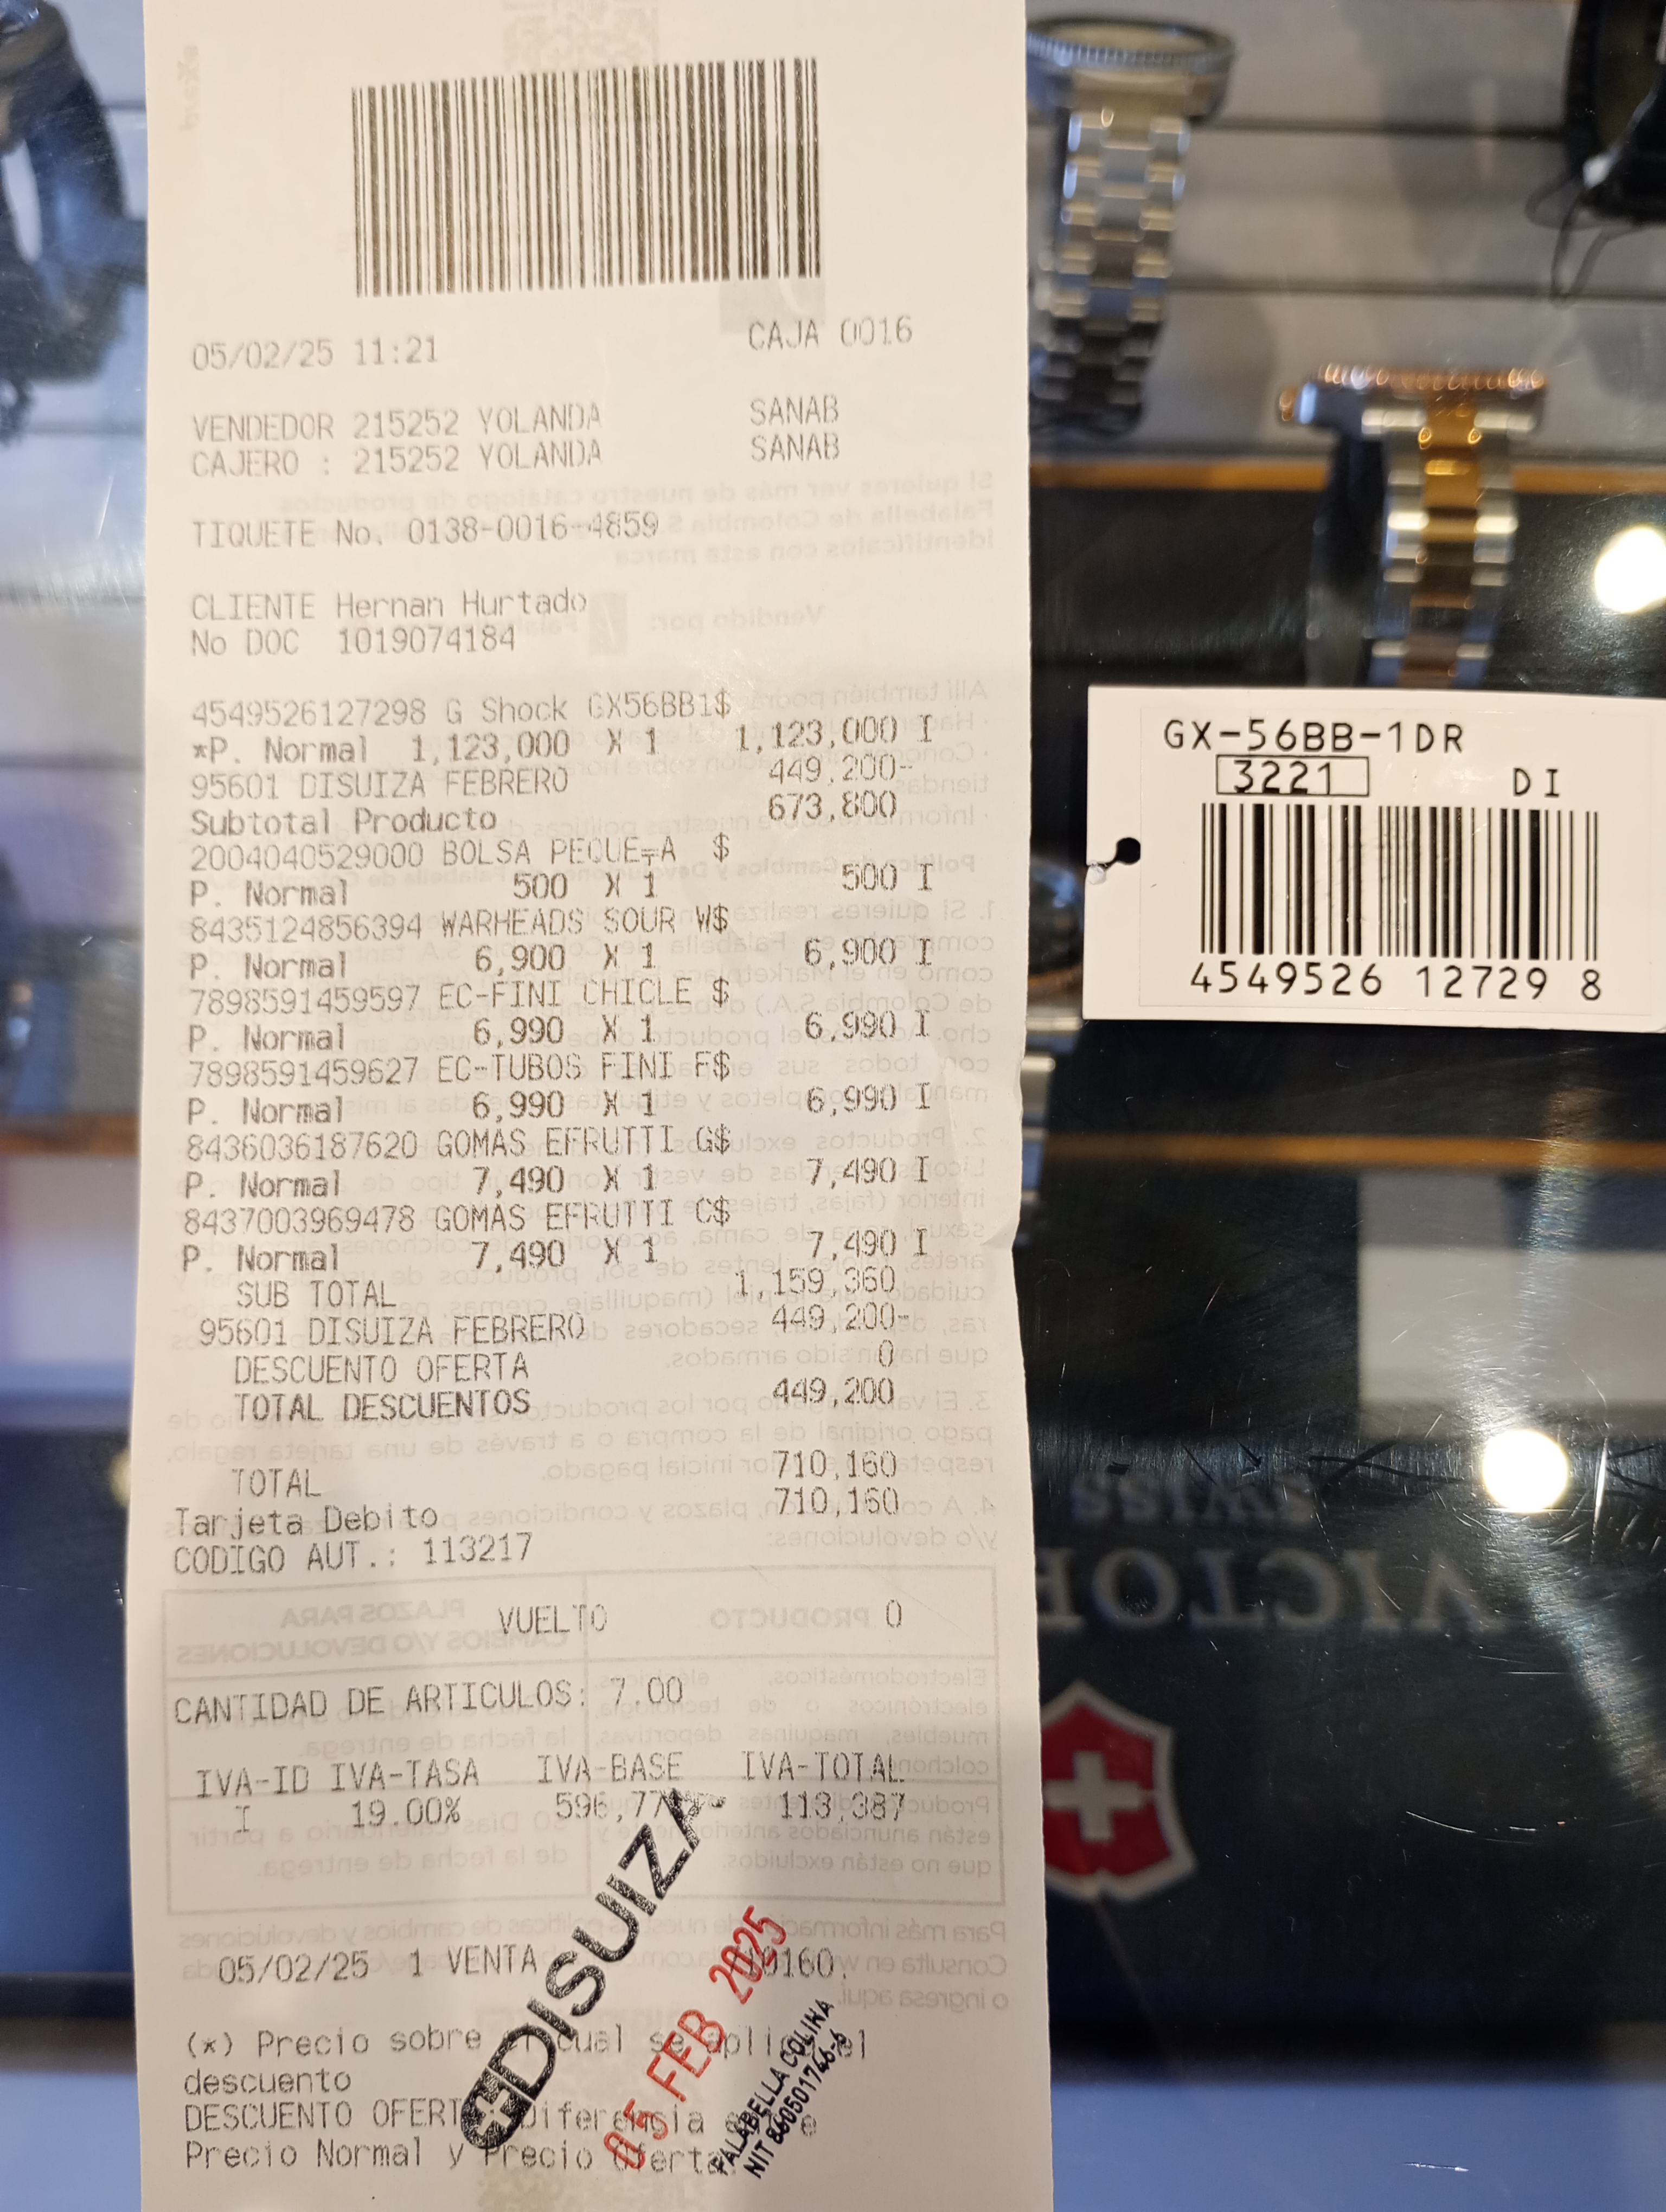 05/02/25 11:21 CAJA 0016
VENDEDOR 215252 YOLANDA SANAB
CAJERO : 215252 YOLANDA SANAB
TIQUETE No. 0138-0016-4859
CLIENTE Hernan Hurtado
No DOC 1019074184
4549526127298 G Shock GX56BB1$
*P. Normal 1,123,000 X 1 1,123,000 I
95601 DISUIZA FEBRERO 449,200-
Subtotal Producto 673,800
2004040529000 BOLSA PEQUE¬A $
P. Normal 500 X 1 500 I
8435124856394 WARHEADS SOUR W$
P. Normal 6,900 X 1 6,900 I
7898591459597 EC-FINI CHICLE $
P. Normal 6,990 X 1 6,990 I
7898591459627 EC-TUBOS FINI F$
P. Normal 6,990 X 1 6,990 I
8436036187620 GOMAS EFRUTTI G$
P. Normal 7,490 X 1 7,490 I
8437003969478 GOMAS EFRUTTI C$
P. Normal 7,490 X 1 7,490 I
SUB TOTAL 1,159,360
95601 DISUIZA FEBRERO 449,200-
DESCUENTO OFERTA 0
TOTAL DESCUENTOS 449,200
TOTAL 710,160
Tarjeta Debito 710,160
CODIGO AUT.: 113217
VUELTO 0
CANTIDAD DE ARTICULOS: 7.00
IVA-ID IVA-TASA IVA-BASE IVA-TOTAL
I 19.00% 113,387
05/02/25 1 VENTA
(*) Precio sobre
descuento
DESCUENTO OFERT Diferencia
Precio Normal y Precio Oferta
DISUIZA
05 FEB 2025
FALABELLA COLINA
NIT 860501746-6
GX-56BB-1DR
3221 DI
4549526 12729 8
SWISS
VICTOR